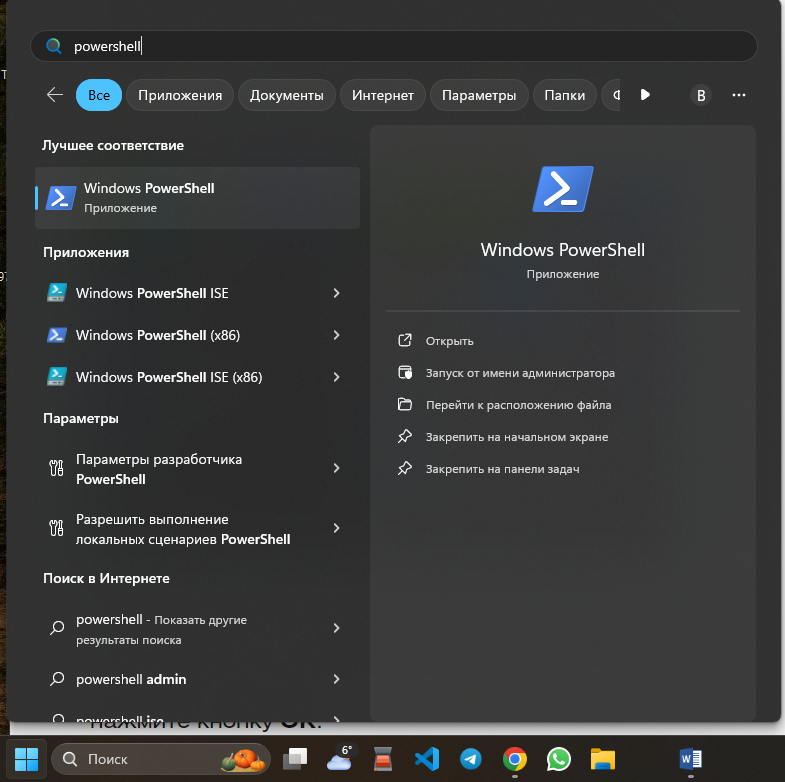 powershell
Все
Приложения
Документы
Интернет
Параметры
Папки
B
Лучшее соответствие
Windows PowerShell
Приложение
Приложения
Windows PowerShell ISE
Windows PowerShell (x86)
Windows PowerShell ISE (x86)
Параметры
Параметры разработчика
PowerShell
Разрешить выполнение
локальных сценариев PowerShell
Поиск в Интернете
powershell - Показать другие
результаты поиска
powershell admin
powershell ise
Windows PowerShell
Приложение
Открыть
Запуск от имени администратора
Перейти к расположению файла
Закрепить на начальном экране
Закрепить на панели задач
нажмите кнопку ОК.
Поиск
6°